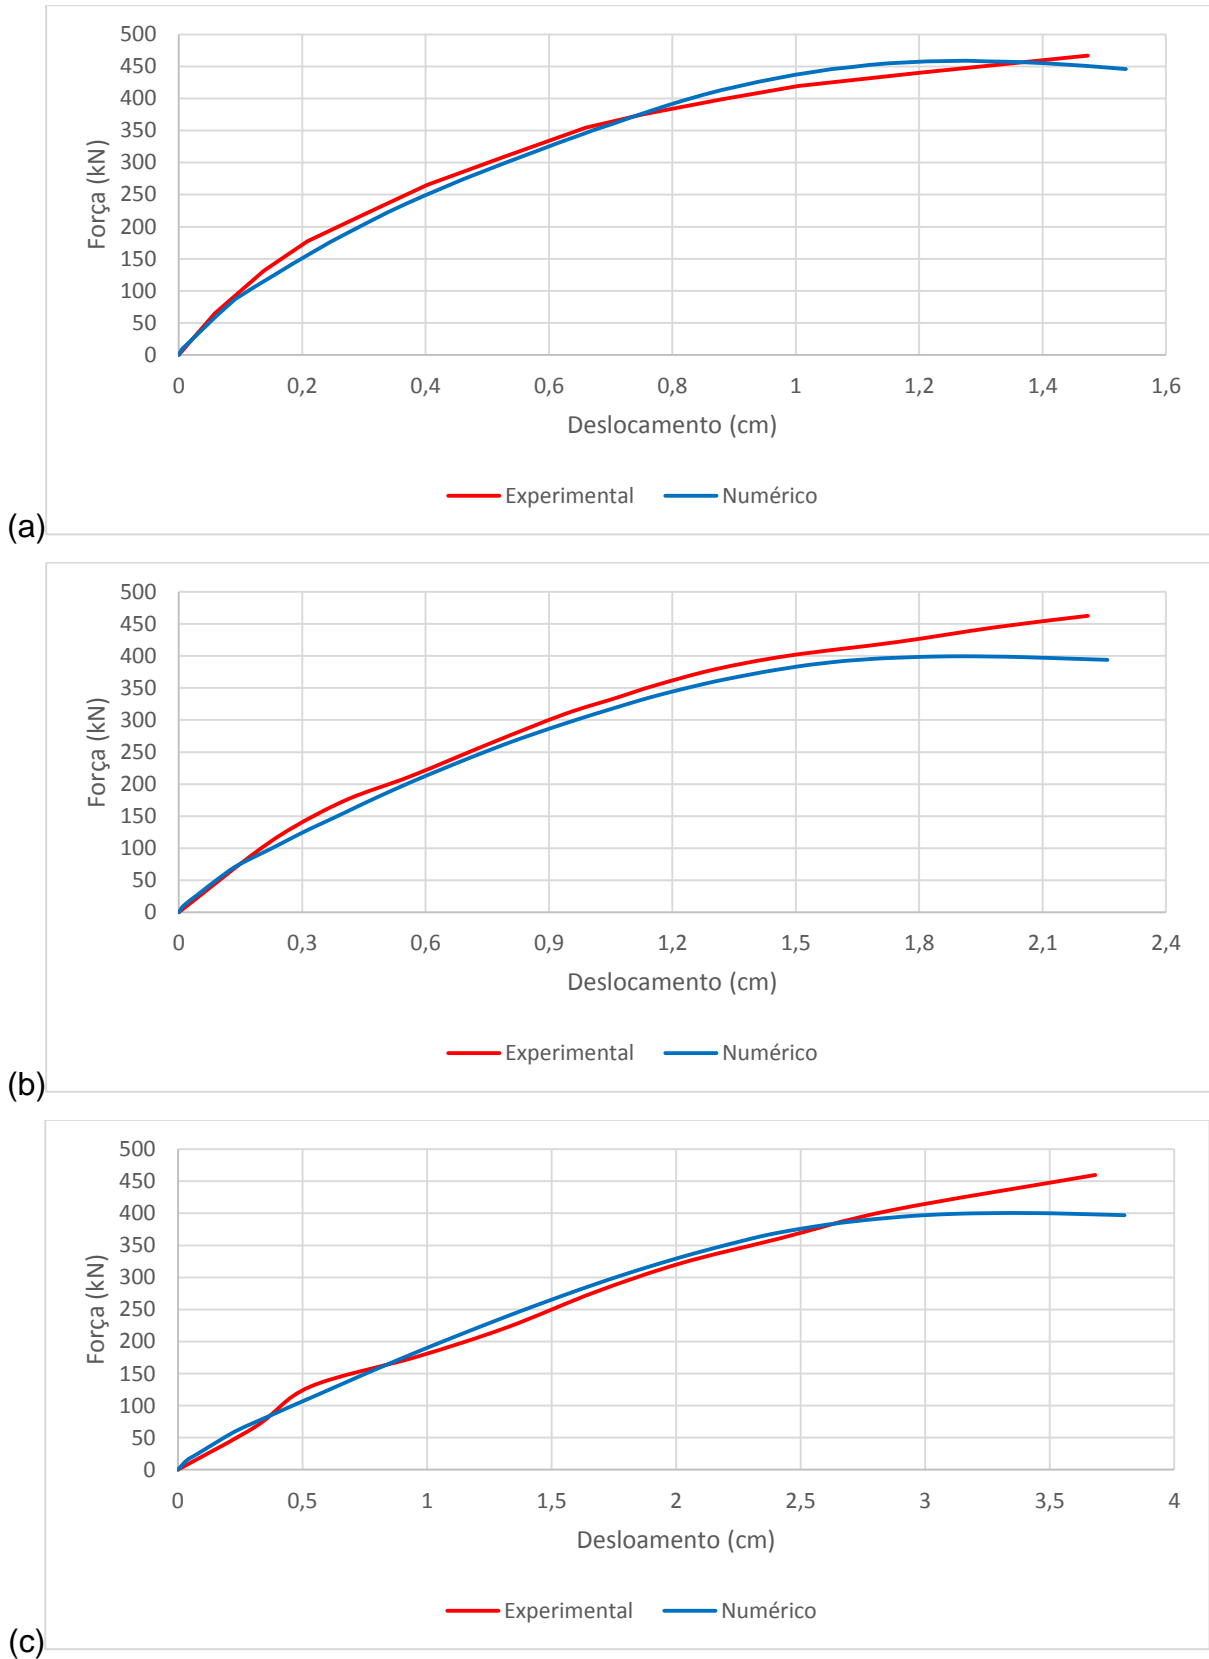 500
450
400
350
300
250
200
150
100
50
0
Força (kN)
0 0,2 0,4 0,6 0,8 1 1,2 1,4 1,6
Deslocamento (cm)
Experimental Numérico
(a)
500
450
400
350
300
250
200
150
100
50
0
Força (kN)
0 0,3 0,6 0,9 1,2 1,5 1,8 2,1 2,4
Deslocamento (cm)
Experimental Numérico
(b)
500
450
400
350
300
250
200
150
100
50
0
Força (kN)
0 0,5 1 1,5 2 2,5 3 3,5 4
Desloamento (cm)
Experimental Numérico
(c)